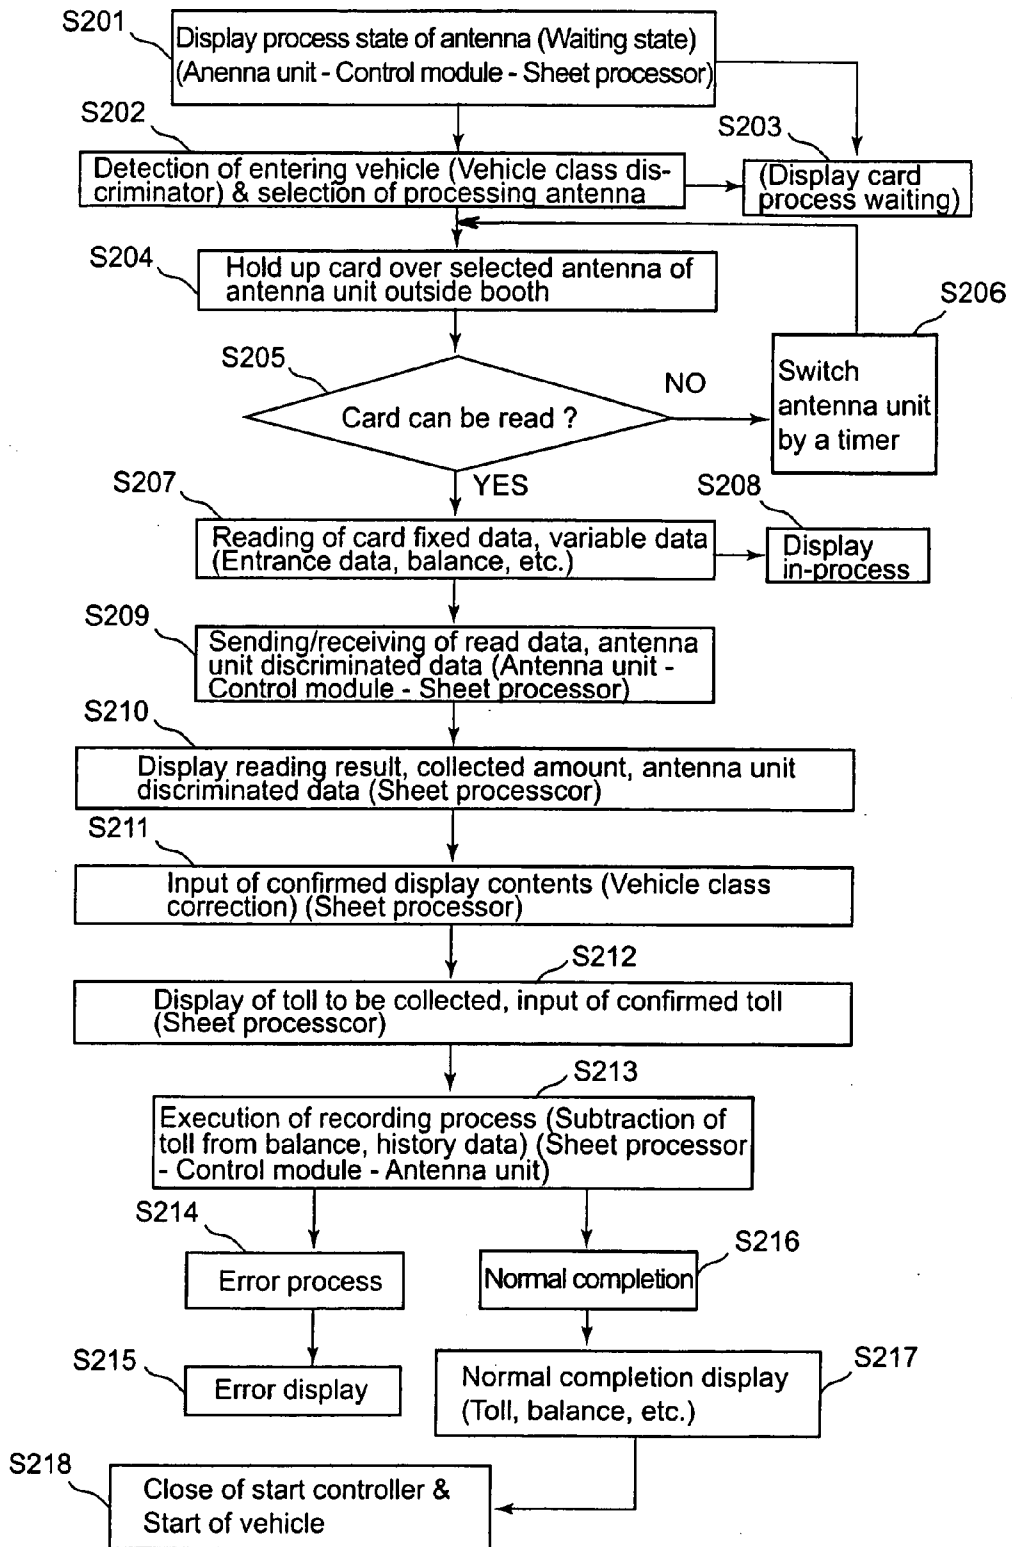 S201
Display process state of antenna (Waiting state)
(Anenna unit - Control module - Sheet processor)
S202
Detection of entering vehicle (Vehicle class dis-
criminator) & selection of processing antenna
S203
(Display card
process waiting)
S204
Hold up card over selected antenna of
antenna unit outside booth
S205
Card can be read ?
NO
S206
Switch
antenna unit
by a timer
YES
S207
Reading of card fixed data, variable data
(Entrance data, balance, etc.)
S208
Display
in-process
S209
Sending/receiving of read data, antenna
unit discriminated data (Antenna unit -
Control module - Sheet processor)
S210
Display reading result, collected amount, antenna unit
discriminated data (Sheet processcor)
S211
Input of confirmed display contents (Vehicle class
correction) (Sheet processor)
S212
Display of toll to be collected, input of confirmed toll
(Sheet processcor)
S213
Execution of recording process (Subtraction of
toll from balance, history data) (Sheet processor
- Control module - Antenna unit)
S214
Error process
S216
Normal completion
S215
Error display
S217
Normal completion display
(Toll, balance, etc.)
S218
Close of start controller &
Start of vehicle